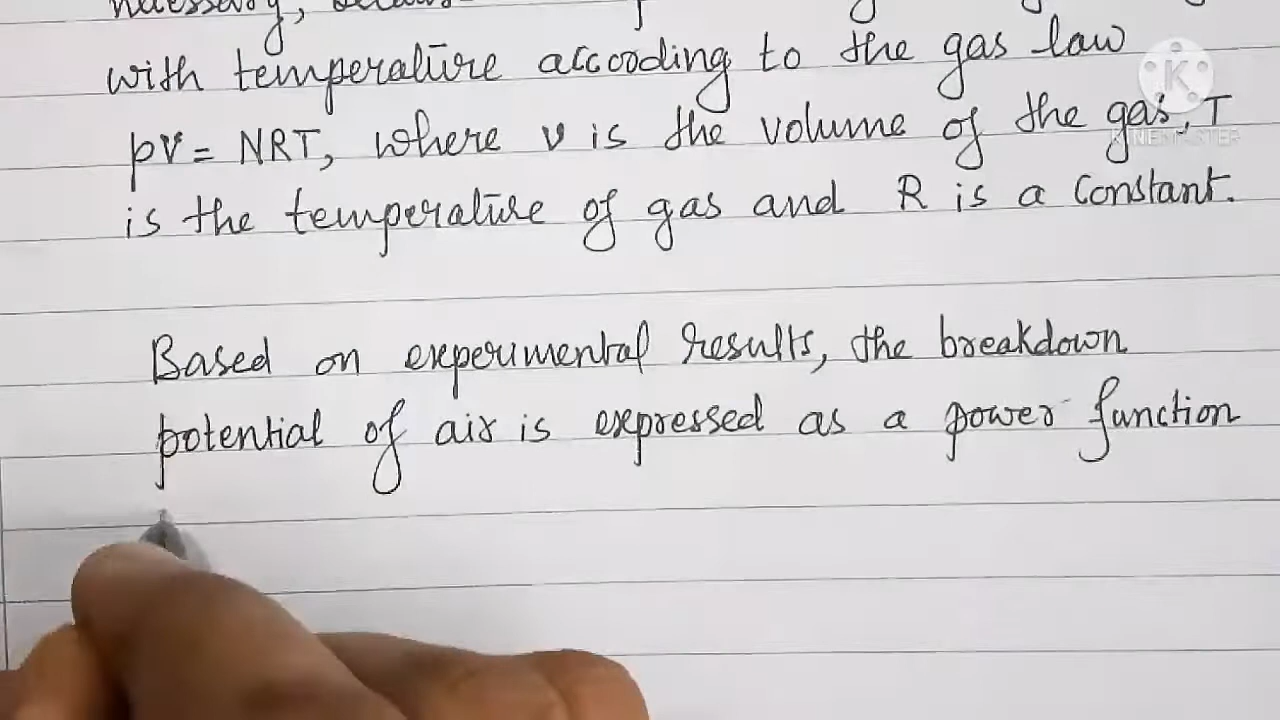 necessary,
with temperature according to the gas law
pv = NRT, where v is the volume of the gas, T
is the temperature of gas and R is a constant.
Based on experimental results, the breakdown
potential of air is expressed as a power function
K
KINEMASTER